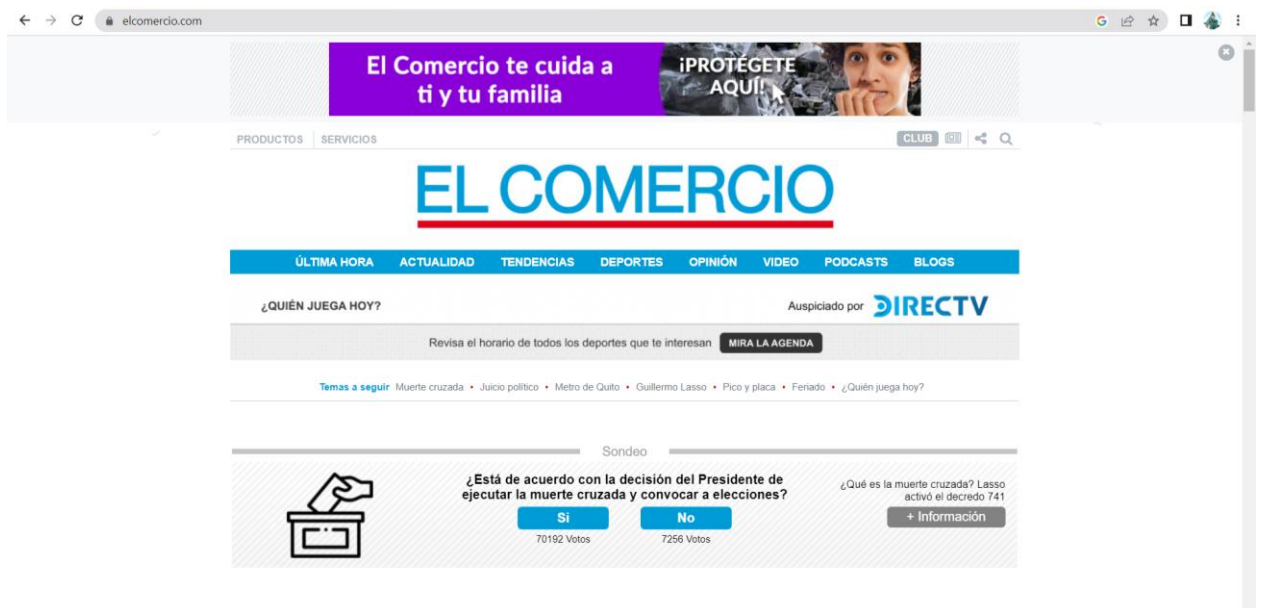 elcomercio.com
El Comercio te cuida a
ti y tu familia
¡PROTÉGETE
AQUÍ!
PRODUCTOS SERVICIOS
CLUB
EL COMERCIO
ÚLTIMA HORA ACTUALIDAD TENDENCIAS DEPORTES OPINIÓN VIDEO PODCASTS BLOGS
¿QUIÉN JUEGA HOY? Auspiciado por DIRECTV
Revisa el horario de todos los deportes que te interesan MIRA LA AGENDA
Temas a seguir Muerte cruzada • Juicio político • Metro de Quito • Guillermo Lasso • Pico y placa • Feriado • ¿Quién juega hoy?
Sondeo
¿Está de acuerdo con la decisión del Presidente de
ejecutar la muerte cruzada y convocar a elecciones?
Si No
70192 Votos 7256 Votos
¿Qué es la muerte cruzada? Lasso
activó el decredo 741
+ Información